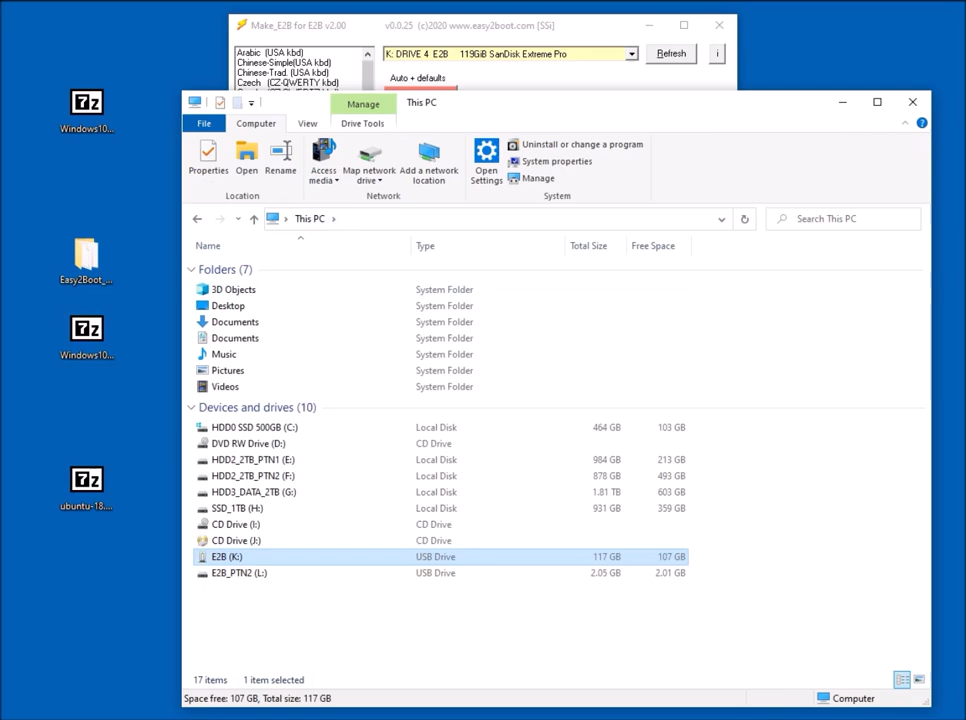 Make_E2B for E2B v2.00 v0.0.25 (c)2020 www.easy2boot.com [SSi]
Arabic (USA kbd)
Chinese-Simple(USA kbd)
Chinese-Trad. (USA kbd)
Czech (CZ-QWERTY kbd)
K: DRIVE 4 E2B 119GiB SanDisk Extreme Pro
Refresh
i
Auto + defaults
Windows10...
Easy2Boot_...
Windows10...
ubuntu-18....
Manage
This PC
File
Computer
View
Drive Tools
Properties
Open
Rename
Access media
Map network drive
Add a network location
Open Settings
Uninstall or change a program
System properties
Manage
Location
Network
System
This PC
Search This PC
Name Type Total Size Free Space
Folders (7)
3D Objects System Folder
Desktop System Folder
Documents System Folder
Documents System Folder
Music System Folder
Pictures System Folder
Videos System Folder
Devices and drives (10)
HDD0 SSD 500GB (C:) Local Disk 464 GB 103 GB
DVD RW Drive (D:) CD Drive
HDD2_2TB_PTN1 (E:) Local Disk 984 GB 213 GB
HDD2_2TB_PTN2 (F:) Local Disk 878 GB 493 GB
HDD3_DATA_2TB (G:) Local Disk 1.81 TB 603 GB
SSD_1TB (H:) Local Disk 931 GB 359 GB
CD Drive (I:) CD Drive
CD Drive (J:) CD Drive
E2B (K:) USB Drive 117 GB 107 GB
E2B_PTN2 (L:) USB Drive 2.05 GB 2.01 GB
17 items 1 item selected
Space free: 107 GB, Total size: 117 GB
Computer